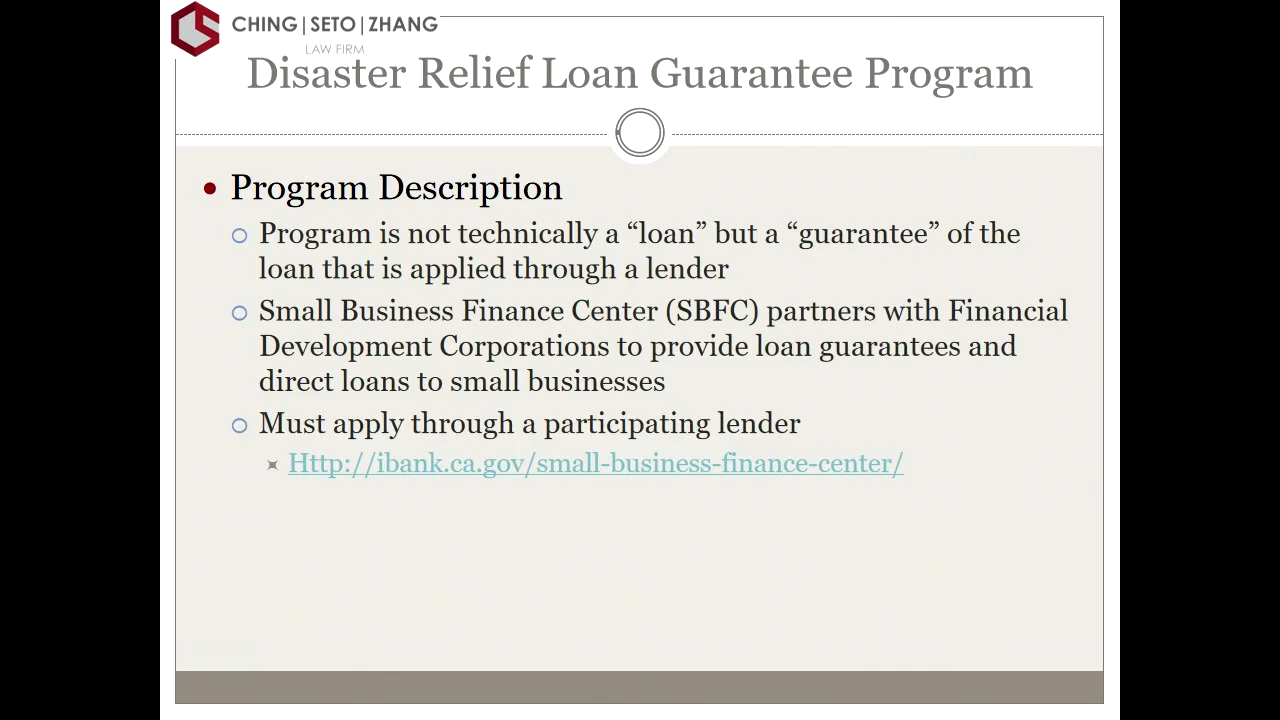 CHING|SETO|ZHANG
LAW FIRM
Disaster Relief Loan Guarantee Program
Program Description
Program is not technically a “loan” but a “guarantee” of the
loan that is applied through a lender
Small Business Finance Center (SBFC) partners with Financial
Development Corporations to provide loan guarantees and
direct loans to small businesses
Must apply through a participating lender
Http://ibank.ca.gov/small-business-finance-center/